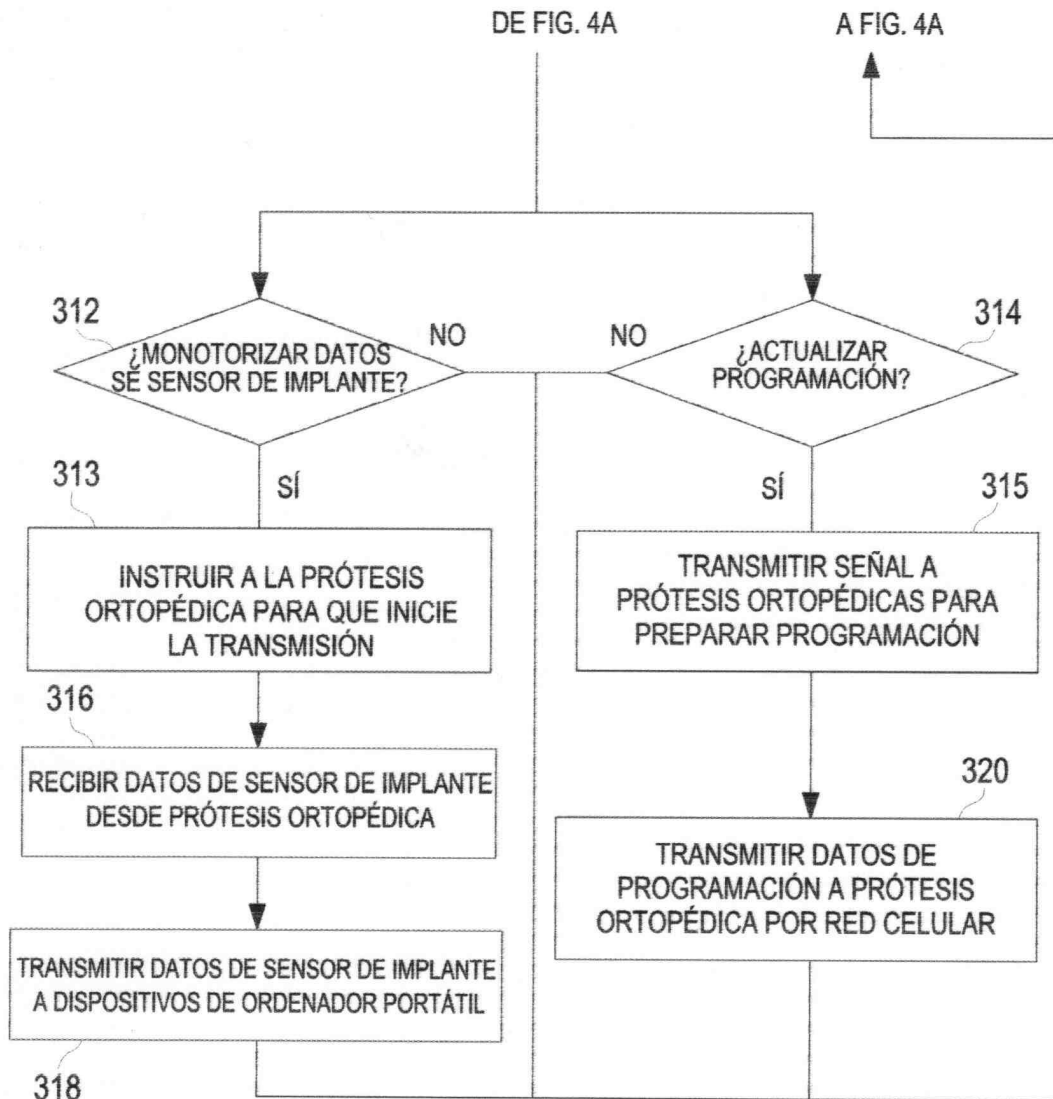 DE FIG. 4A
A FIG. 4A
312
¿MONOTORIZAR DATOS
SE SENSOR DE IMPLANTE?
NO
NO
314
¿ACTUALIZAR
PROGRAMACIÓN?
313
SÍ
INSTRUIR A LA PRÓTESIS
ORTOPÉDICA PARA QUE INICIE
LA TRANSMISIÓN
SÍ
315
TRANSMITIR SEÑAL A
PRÓTESIS ORTOPÉDICAS PARA
PREPARAR PROGRAMACIÓN
316
RECIBIR DATOS DE SENSOR DE IMPLANTE
DESDE PRÓTESIS ORTOPÉDICA
320
TRANSMITIR DATOS DE
PROGRAMACIÓN A PRÓTESIS
ORTOPÉDICA POR RED CELULAR
TRANSMITIR DATOS DE SENSOR DE IMPLANTE
A DISPOSITIVOS DE ORDENADOR PORTÁTIL
318